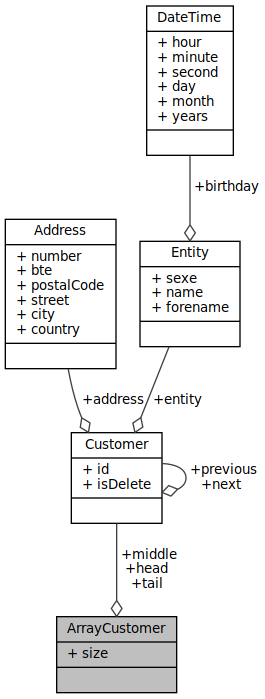 DateTime
+ hour
+ minute
+ second
+ day
+ month
+ years
+birthday
Address
+ number
+ bte
+ postalCode
+ street
+ city
+ country
Entity
+ sexe
+ name
+ forename
+address
+entity
Customer
+ id
+ isDelete
+previous
+next
+middle
+head
+tail
ArrayCustomer
+ size